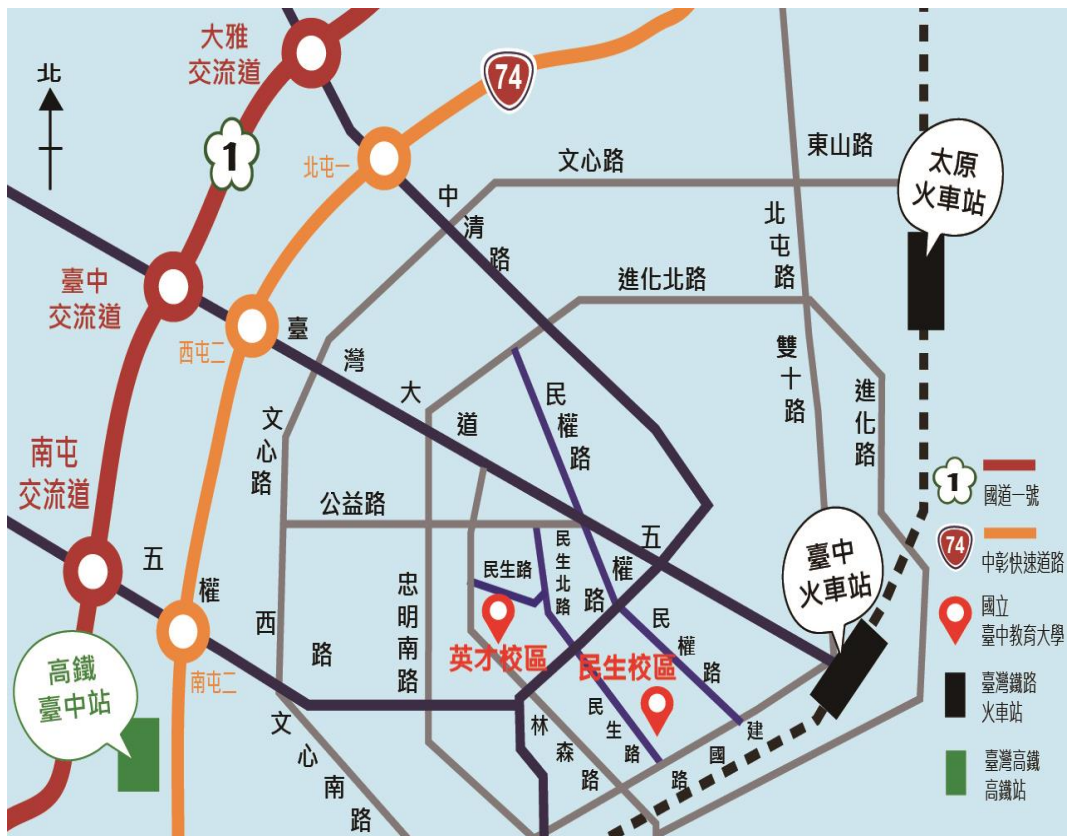 大雅
交流道
北
1
74
北屯一
文心路
東山路
太原
火車站
中清路
北屯路
臺中
交流道
進化北路
西屯二
臺灣大道
雙十路
進化路
民權路
文心路
南屯
交流道
公益路
1
國道一號
五權西路
民生北路
五權路
74
中彰快速道路
臺中
火車站
民生路
忠明南路
民權路
國立
臺中教育大學
英才校區
民生校區
高鐵
臺中站
南屯二
臺灣鐵路
火車站
文心南路
林森路
民生路
建國路
臺灣高鐵
高鐵站